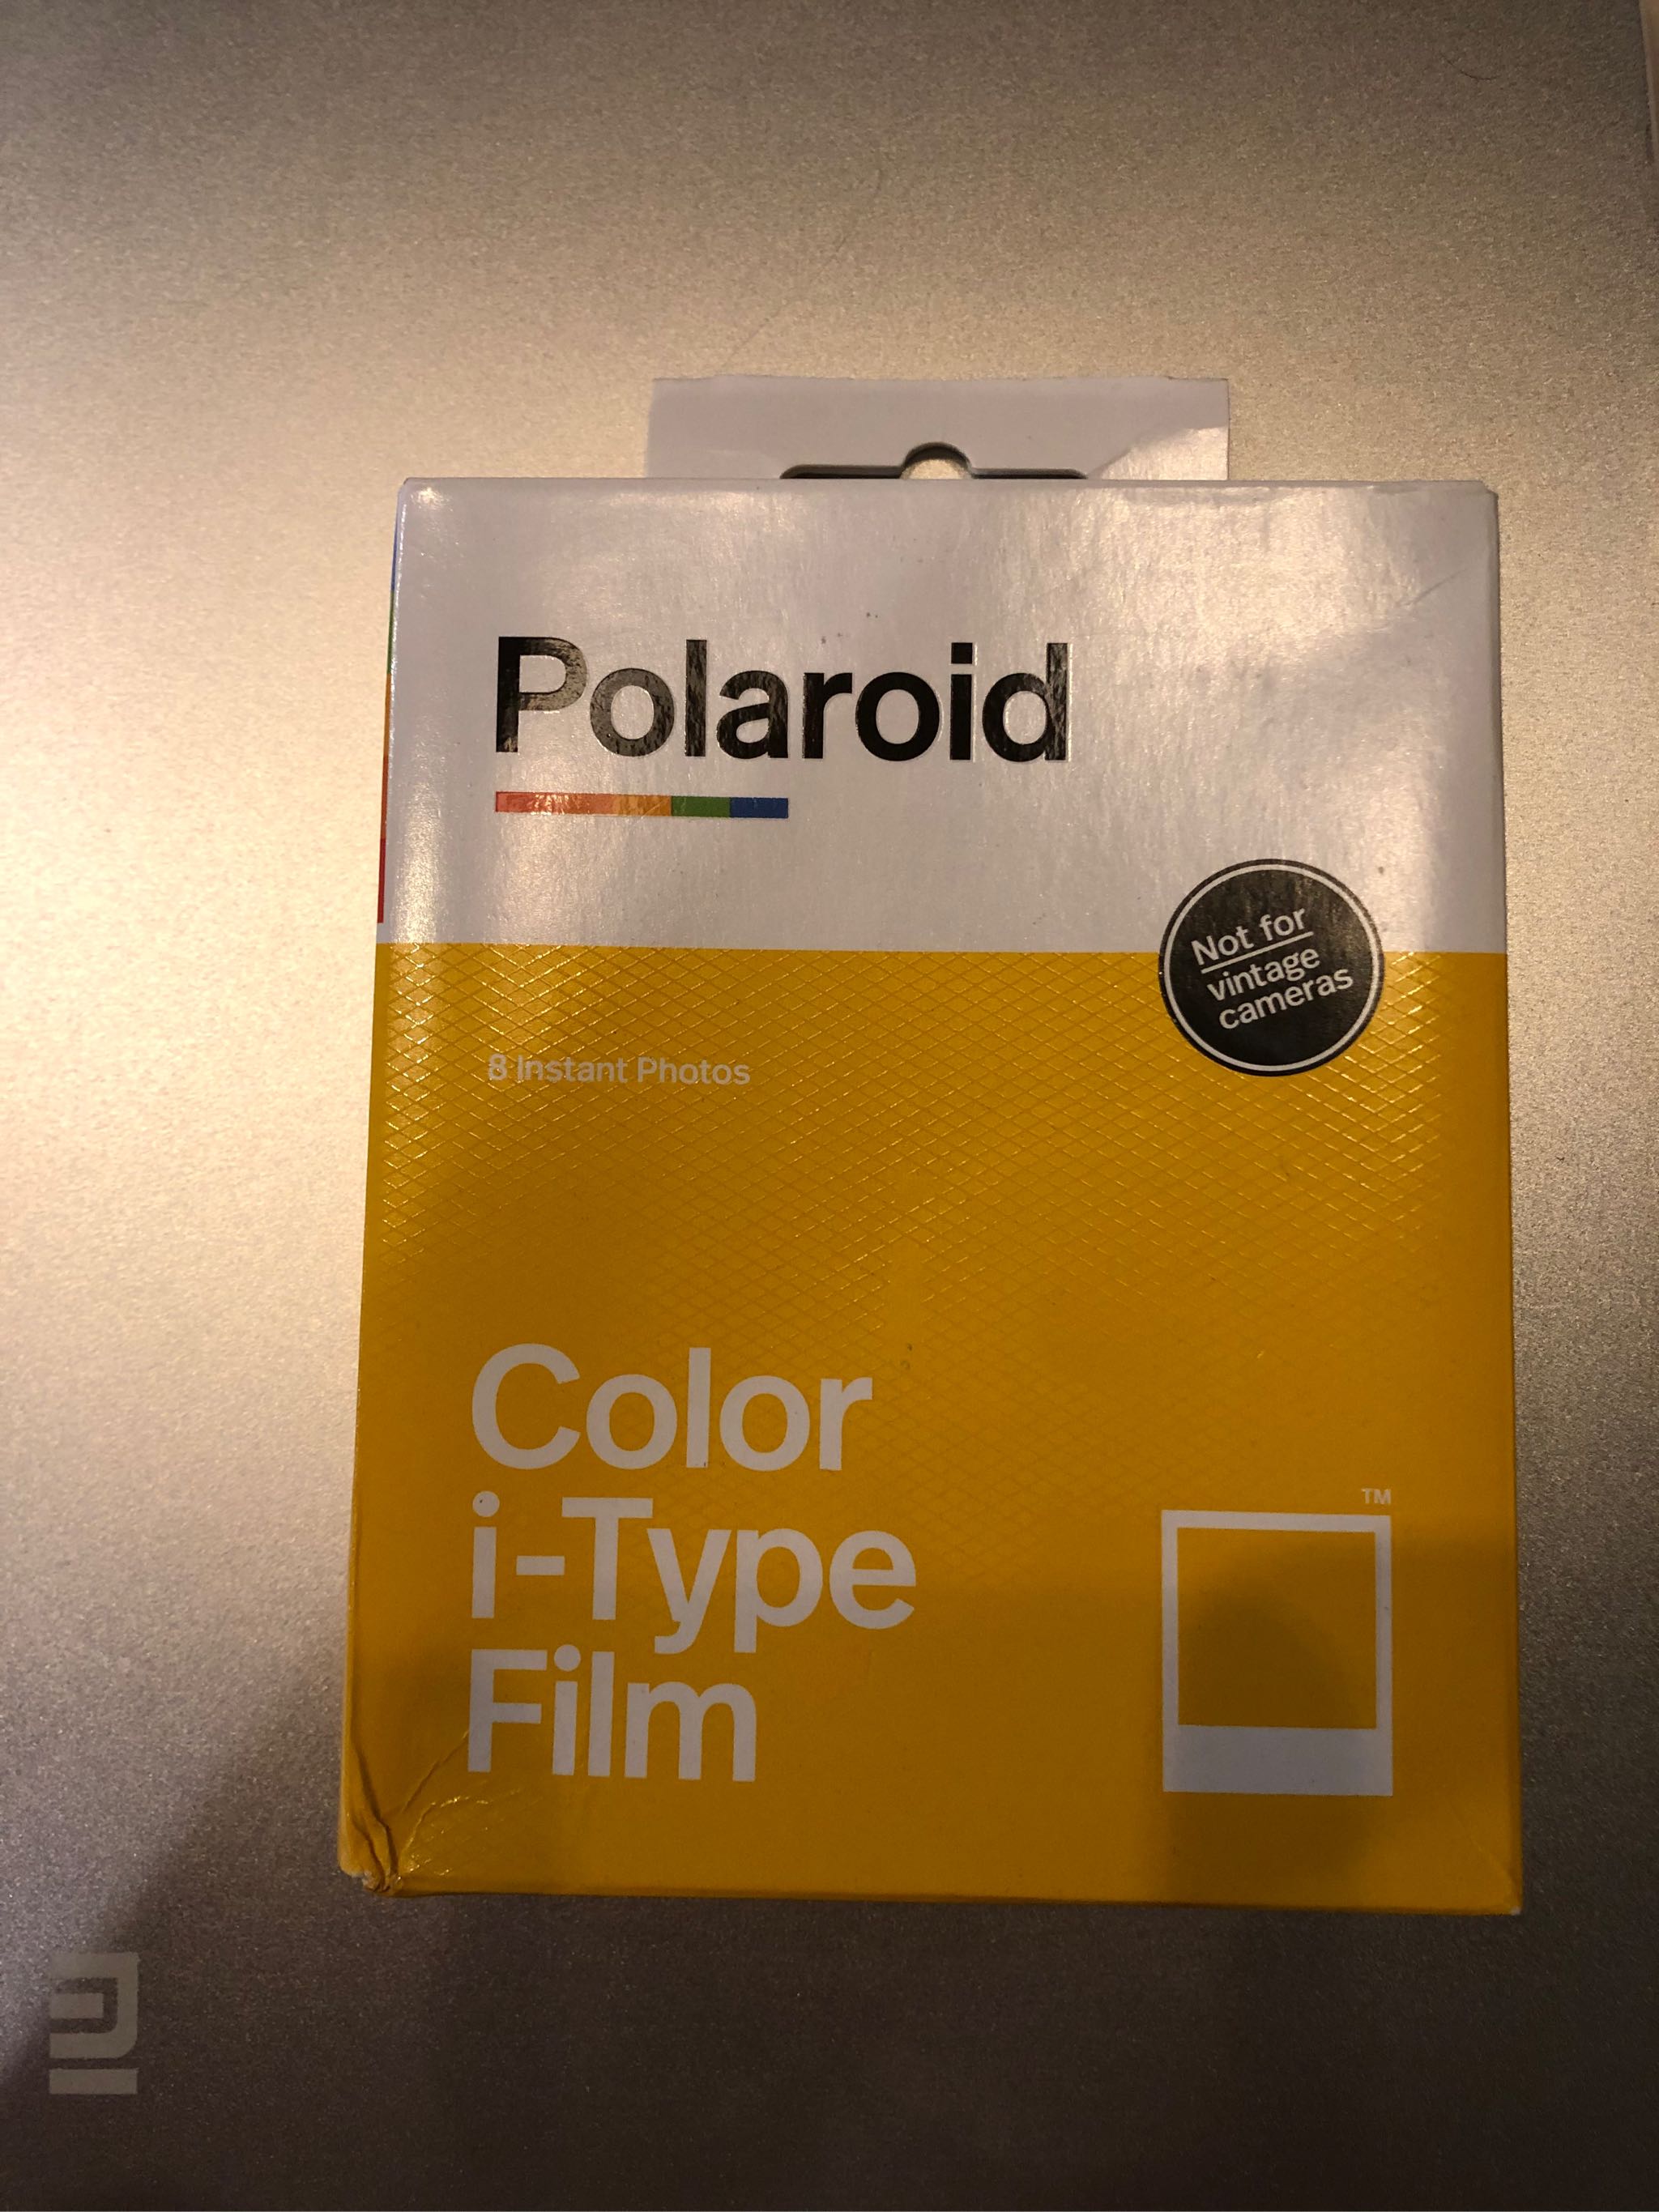 Polaroid
Not for
vintage
cameras
8 Instant Photos
Color
i-Type
Film
TM